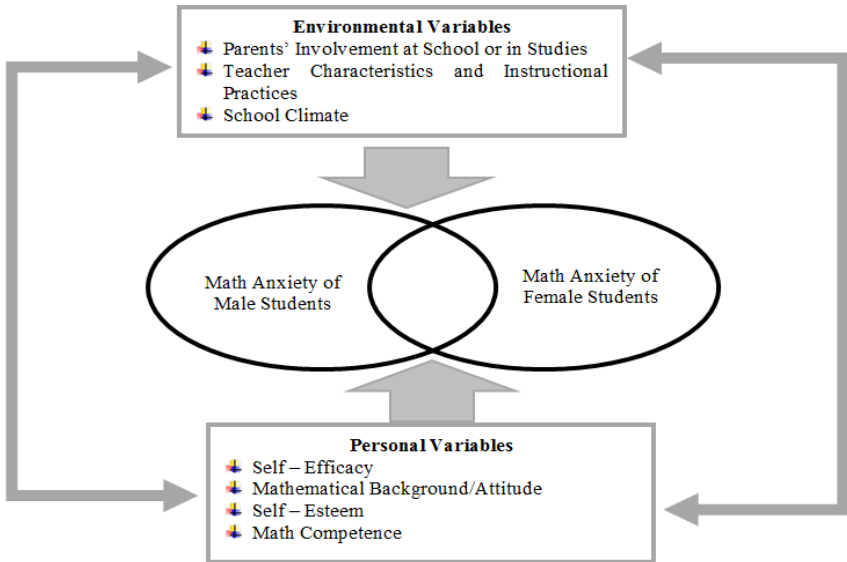 Environmental Variables
Parents’ Involvement at School or in Studies
Teacher Characteristics and Instructional
Practices
School Climate
Math Anxiety of
Male Students
Math Anxiety of
Female Students
Personal Variables
Self – Efficacy
Mathematical Background/Attitude
Self – Esteem
Math Competence